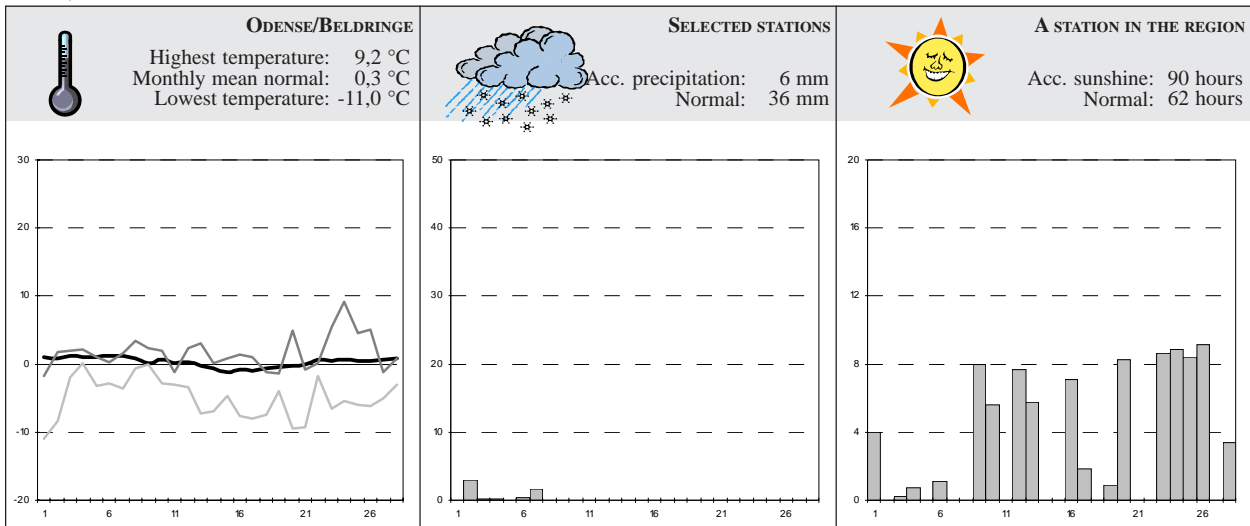 ODENSE/BELDRINGE
Highest temperature: 9,2 °C
Monthly mean normal: 0,3 °C
Lowest temperature: -11,0 °C
SELECTED STATIONS
Acc. precipitation: 6 mm
Normal: 36 mm
A STATION IN THE REGION
Acc. sunshine: 90 hours
Normal: 62 hours
30
20
10
0
-10
-20
1 6 11 16 21 26
50
40
30
20
10
0
1 6 11 16 21 26
20
16
12
8
4
0
1 6 11 16 21 26